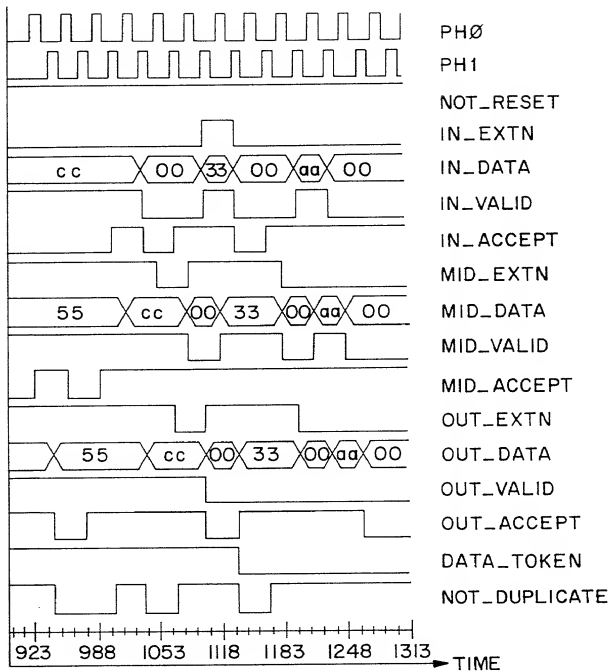 PHØ
PH1
NOT_RESET
IN_EXTN
cc 00 33 00 aa 00 IN_DATA
IN_VALID
IN_ACCEPT
MID_EXTN
55 cc 00 33 00 aa 00 MID_DATA
MID_VALID
MID_ACCEPT
OUT_EXTN
55 cc 00 33 00 aa 00 OUT_DATA
OUT_VALID
OUT_ACCEPT
DATA_TOKEN
NOT_DUPLICATE
923 988 1053 1118 1183 1248 1313
TIME